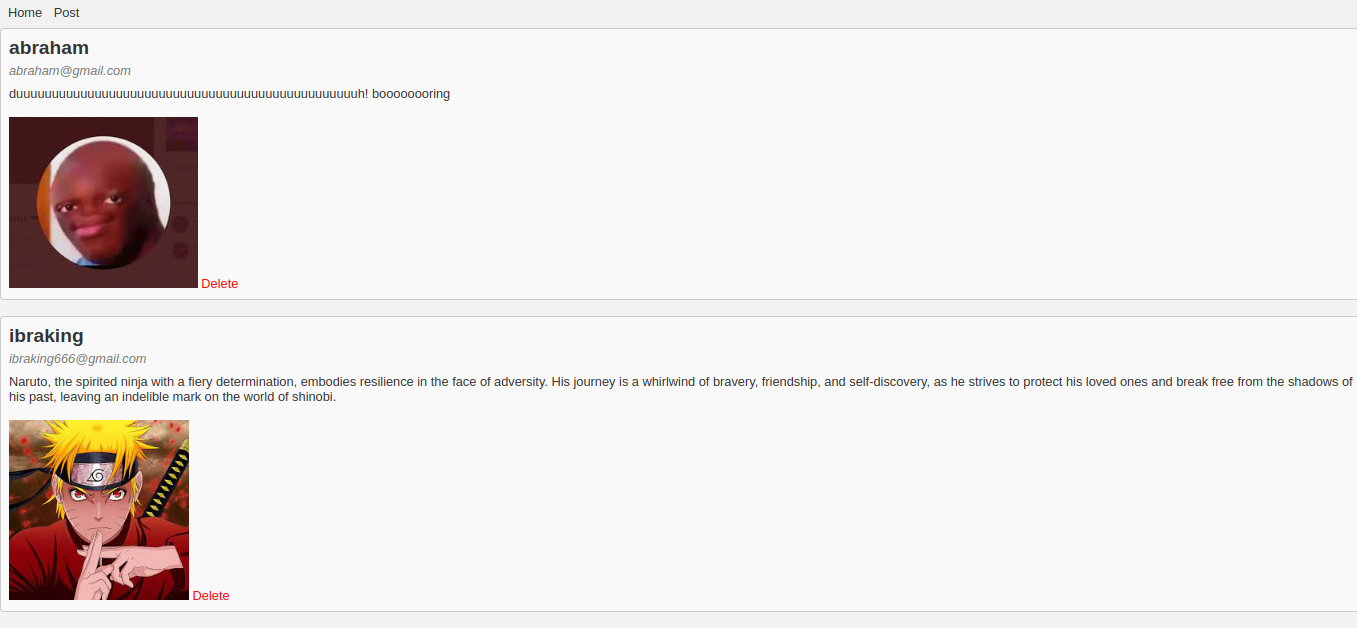 Home Post
abraham
abraham@gmail.com
duuuuuuuuuuuuuuuuuuuuuuuuuuuuuuuuuuuuuuuuuuuuuuuh! boooooooring
Delete
ibraking
ibraking666@gmail.com
Naruto, the spirited ninja with a fiery determination, embodies resilience in the face of adversity. His journey is a whirlwind of bravery, friendship, and self-discovery, as he strives to protect his loved ones and break free from the shadows of
his past, leaving an indelible mark on the world of shinobi.
Delete